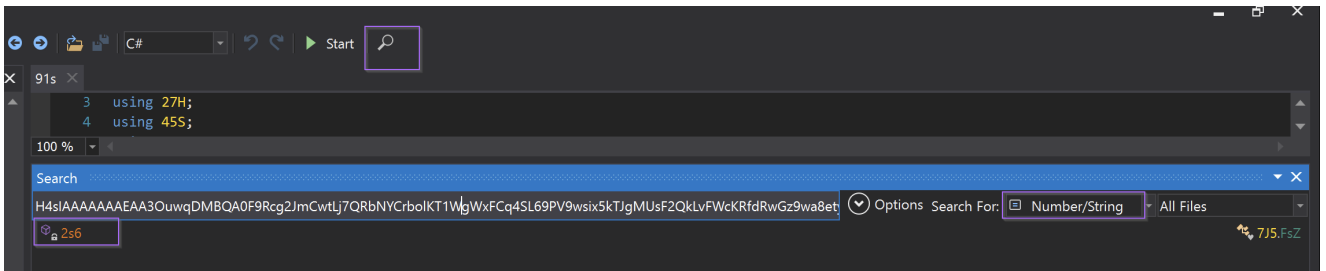 C# Start
91s
3 using 27H;
4 using 45S;
100 %
Search
H4sIAAAAAAAEAA3OuwqDMBQA0F9Rcg2JmCwtLj7QRbNYCrbolKT1WgWxFCq4SL69PV9wsix5kTJgMUsF2QkLvFWcKRfdRwGz9wa8et Options Search For: Number/String All Files
2s6 7J5.FsZ